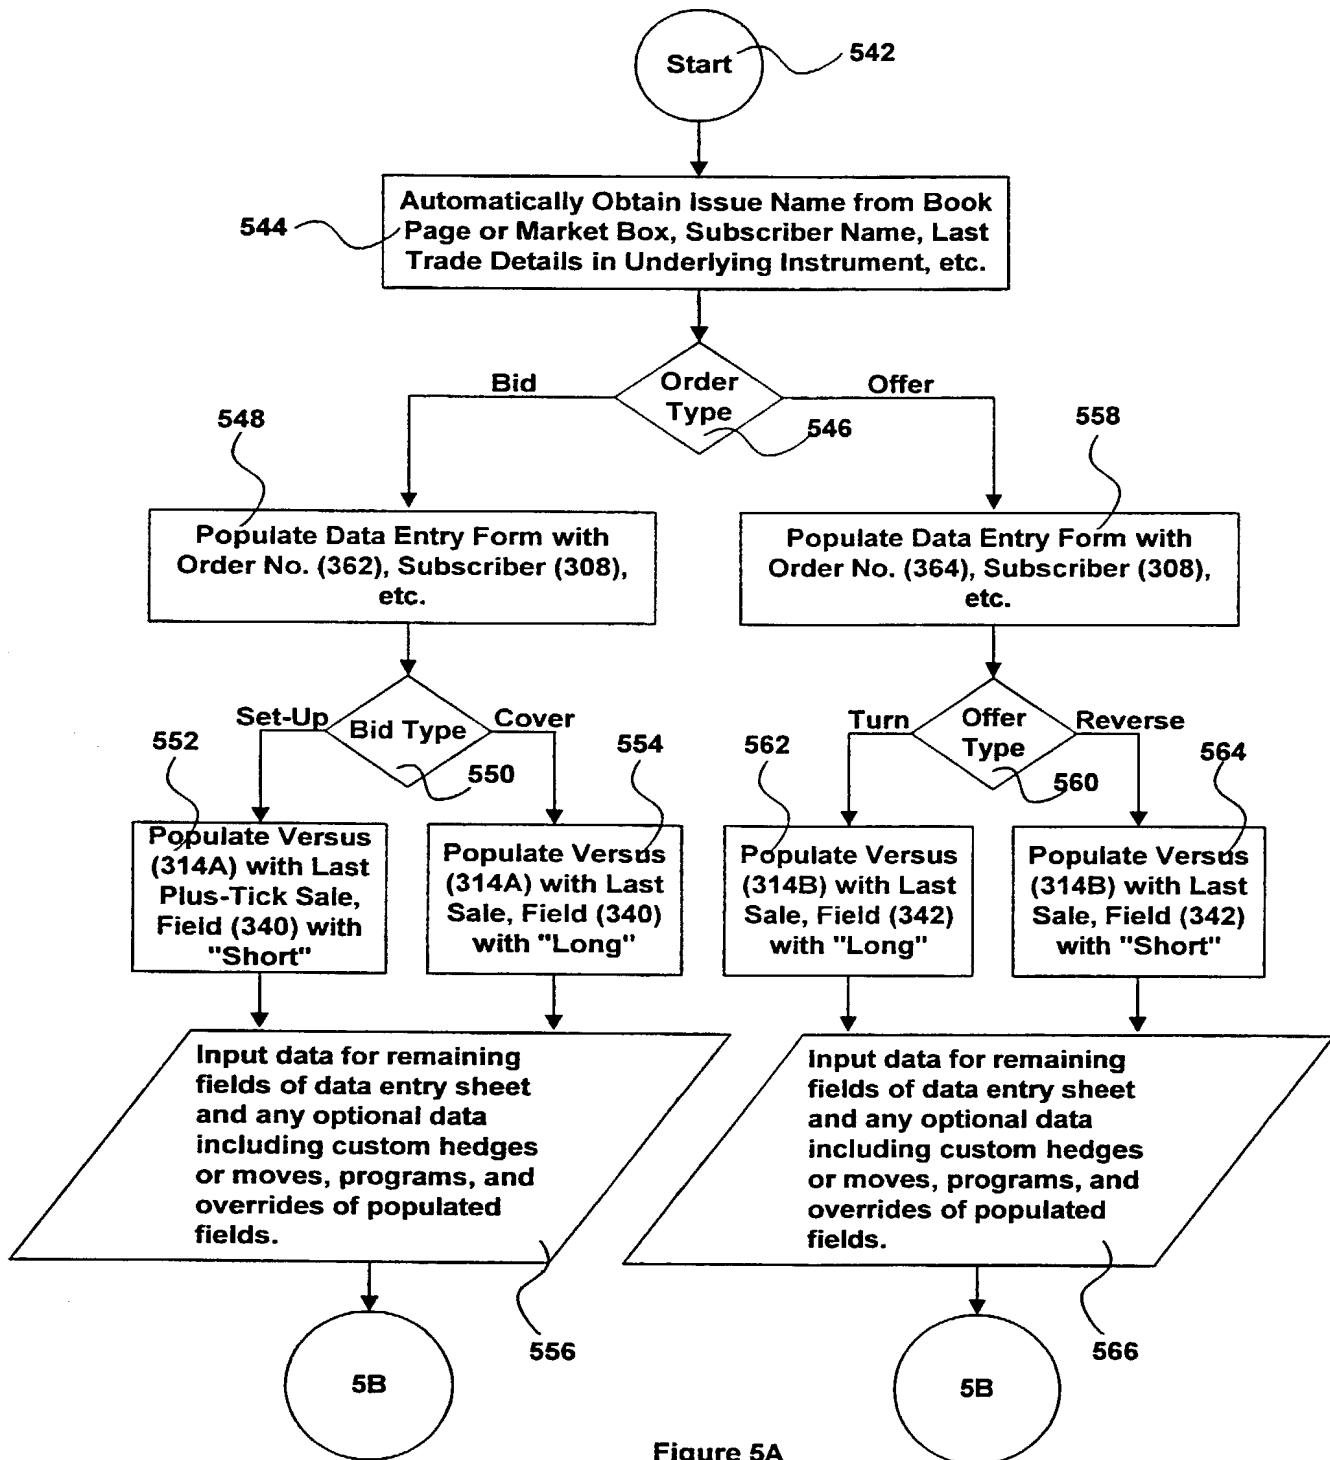 Start
542
Automatically Obtain Issue Name from Book
Page or Market Box, Subscriber Name, Last
Trade Details in Underlying Instrument, etc.
544
Bid
Order
Type
Offer
546
548
558
Populate Data Entry Form with
Order No. (362), Subscriber (308),
etc.
Populate Data Entry Form with
Order No. (364), Subscriber (308),
etc.
Set-Up
Bid Type
Cover
550
Turn
Offer
Type
Reverse
560
552
554
562
564
Populate Versus
(314A) with Last
Plus-Tick Sale,
Field (340) with
"Short"
Populate Versus
(314A) with Last
Sale, Field (340)
with "Long"
Populate Versus
(314B) with Last
Sale, Field (342)
with "Long"
Populate Versus
(314B) with Last
Sale, Field (342)
with "Short"
Input data for remaining
fields of data entry sheet
and any optional data
including custom hedges
or moves, programs, and
overrides of populated
fields.
556
Input data for remaining
fields of data entry sheet
and any optional data
including custom hedges
or moves, programs, and
overrides of populated
fields.
566
5B
5B
Figure 5A